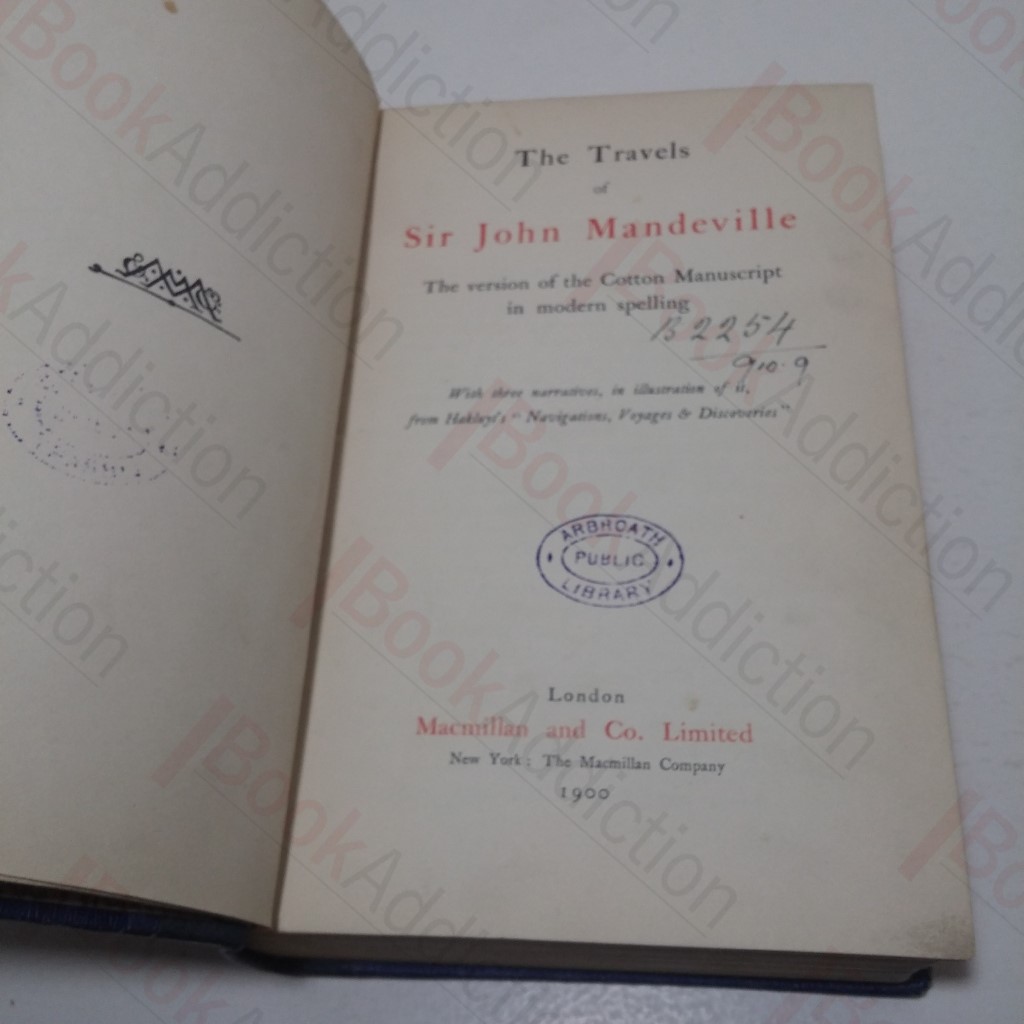 The Travels
of
Sir John Mandeville
The version of the Cotton Manuscript
in modern spelling
B 2254
910.9
With three narratives, in illustration of it,
from Hakluyt's "Navigations, Voyages & Discoveries"
ARBROATH
PUBLIC
LIBRARY
London
Macmillan and Co. Limited
New York: The Macmillan Company
1900
BookAddiction